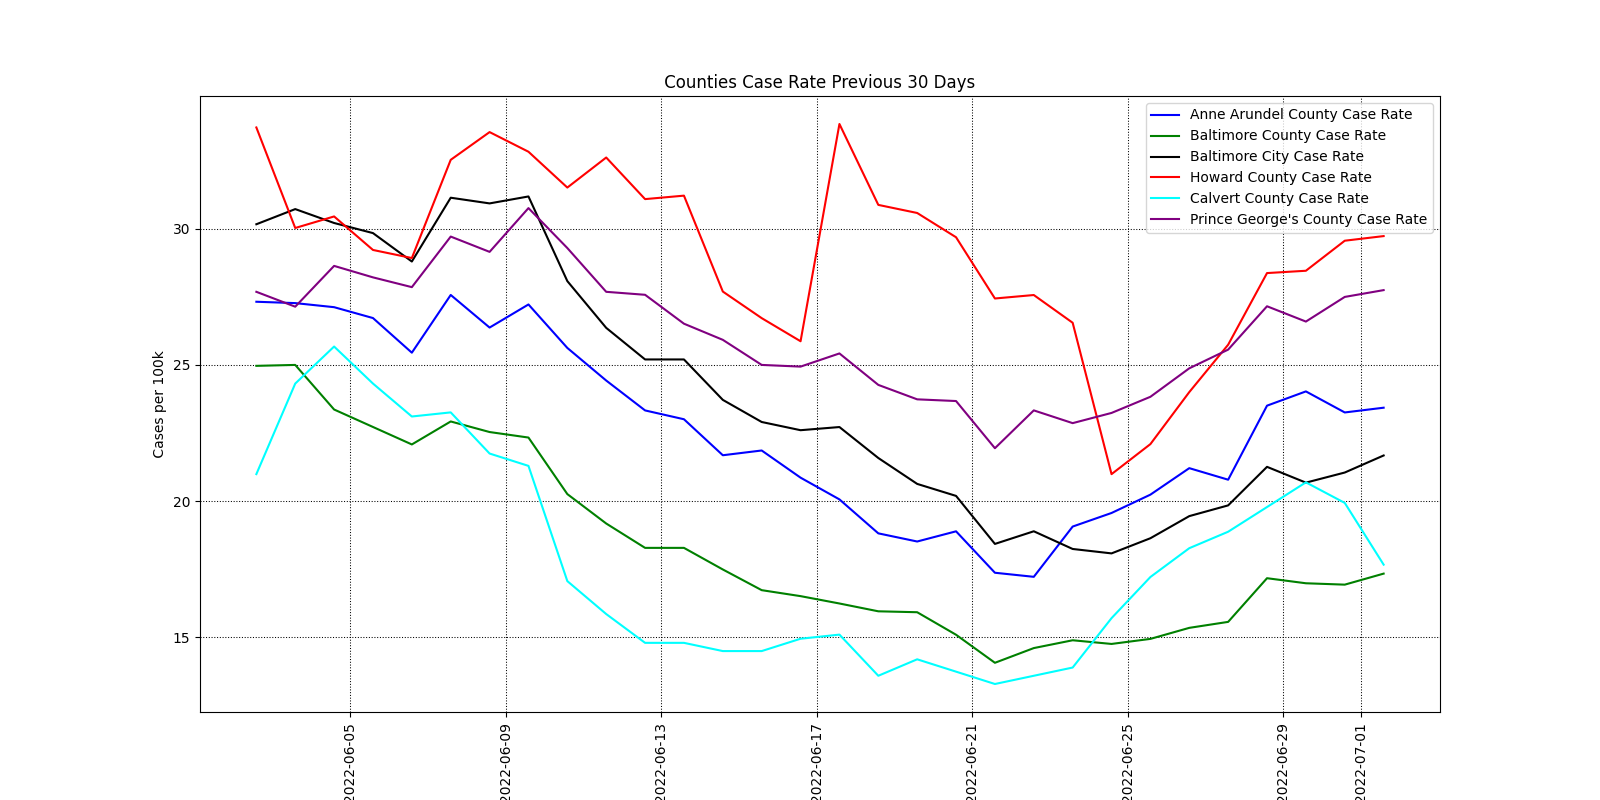 Counties Case Rate Previous 30 Days
Anne Arundel County Case Rate
Baltimore County Case Rate
Baltimore City Case Rate
Howard County Case Rate
Calvert County Case Rate
Prince George's County Case Rate
Cases per 100k
30
25
20
15
2022-06-05
2022-06-09
2022-06-13
2022-06-17
2022-06-21
2022-06-25
2022-06-29
2022-07-01